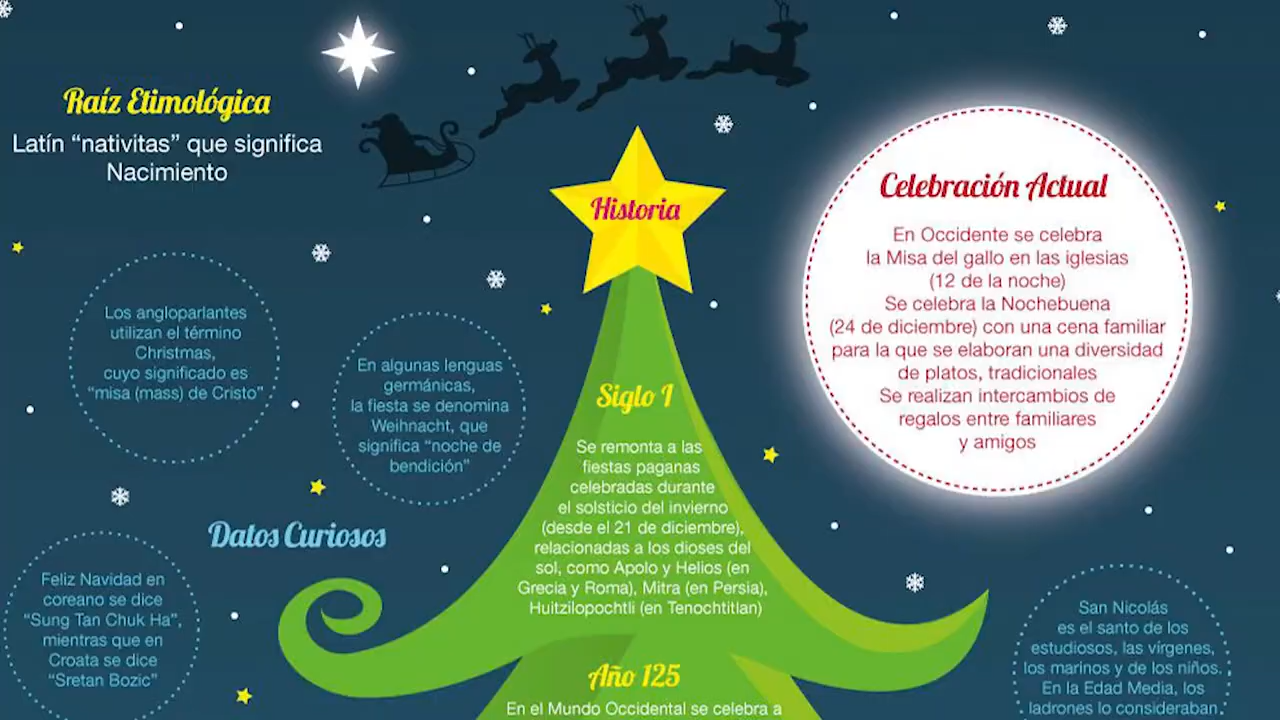 Raíz Etimológica
Latín “nativitas” que significa
Nacimiento
Historia
Celebración Actual
En Occidente se celebra
la Misa del gallo en las iglesias
(12 de la noche)
Se celebra la Nochebuena
(24 de diciembre) con una cena familiar
para la que se elaboran una diversidad
de platos, tradicionales
Se realizan intercambios de
regalos entre familiares
y amigos
Los angloparlantes
utilizan el término
Christmas,
cuyo significado es
“misa (mass) de Cristo”
En algunas lenguas
germánicas,
la fiesta se denomina
Weihnacht, que
significa “noche de
bendición”
Siglo I
Se remonta a las
fiestas paganas
celebradas durante
el solsticio del invierno
(desde el 21 de diciembre),
relacionadas a los dioses del
sol, como Apolo y Helios (en
Grecia y Roma), Mitra (en Persia),
Huitzilopochtli (en Tenochtitlan)
Datos Curiosos
Feliz Navidad en
coreano se dice
“Sung Tan Chuk Ha”,
mientras que en
Croata se dice
“Sretan Bozic”
Año 125
En el Mundo Occidental se celebra a
San Nicolás
es el santo de los
estudiosos, las vírgenes,
los marinos y de los niños.
En la Edad Media, los
ladrones lo consideraban